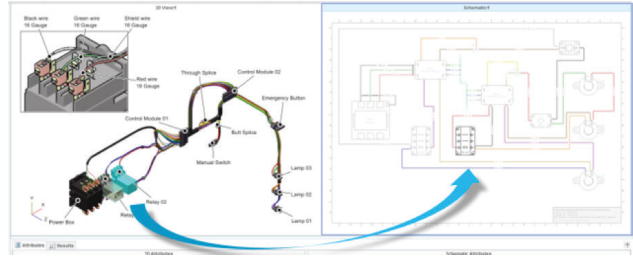 3D Viewer1
Schematic1
Black wire
16 Gauge
Green wire
16 Gauge
Shield wire
16 Gauge
Red wire
16 Gauge
Through Splice
Control Module 02
Control Module 01
Emergency Button
Butt Splice
Manual Switch
Lamp 03
Lamp 02
Lamp 01
Relay 02
Relay
Power Box
X
Z
Attributes
Results
3D Attributes
Schematic Attributes